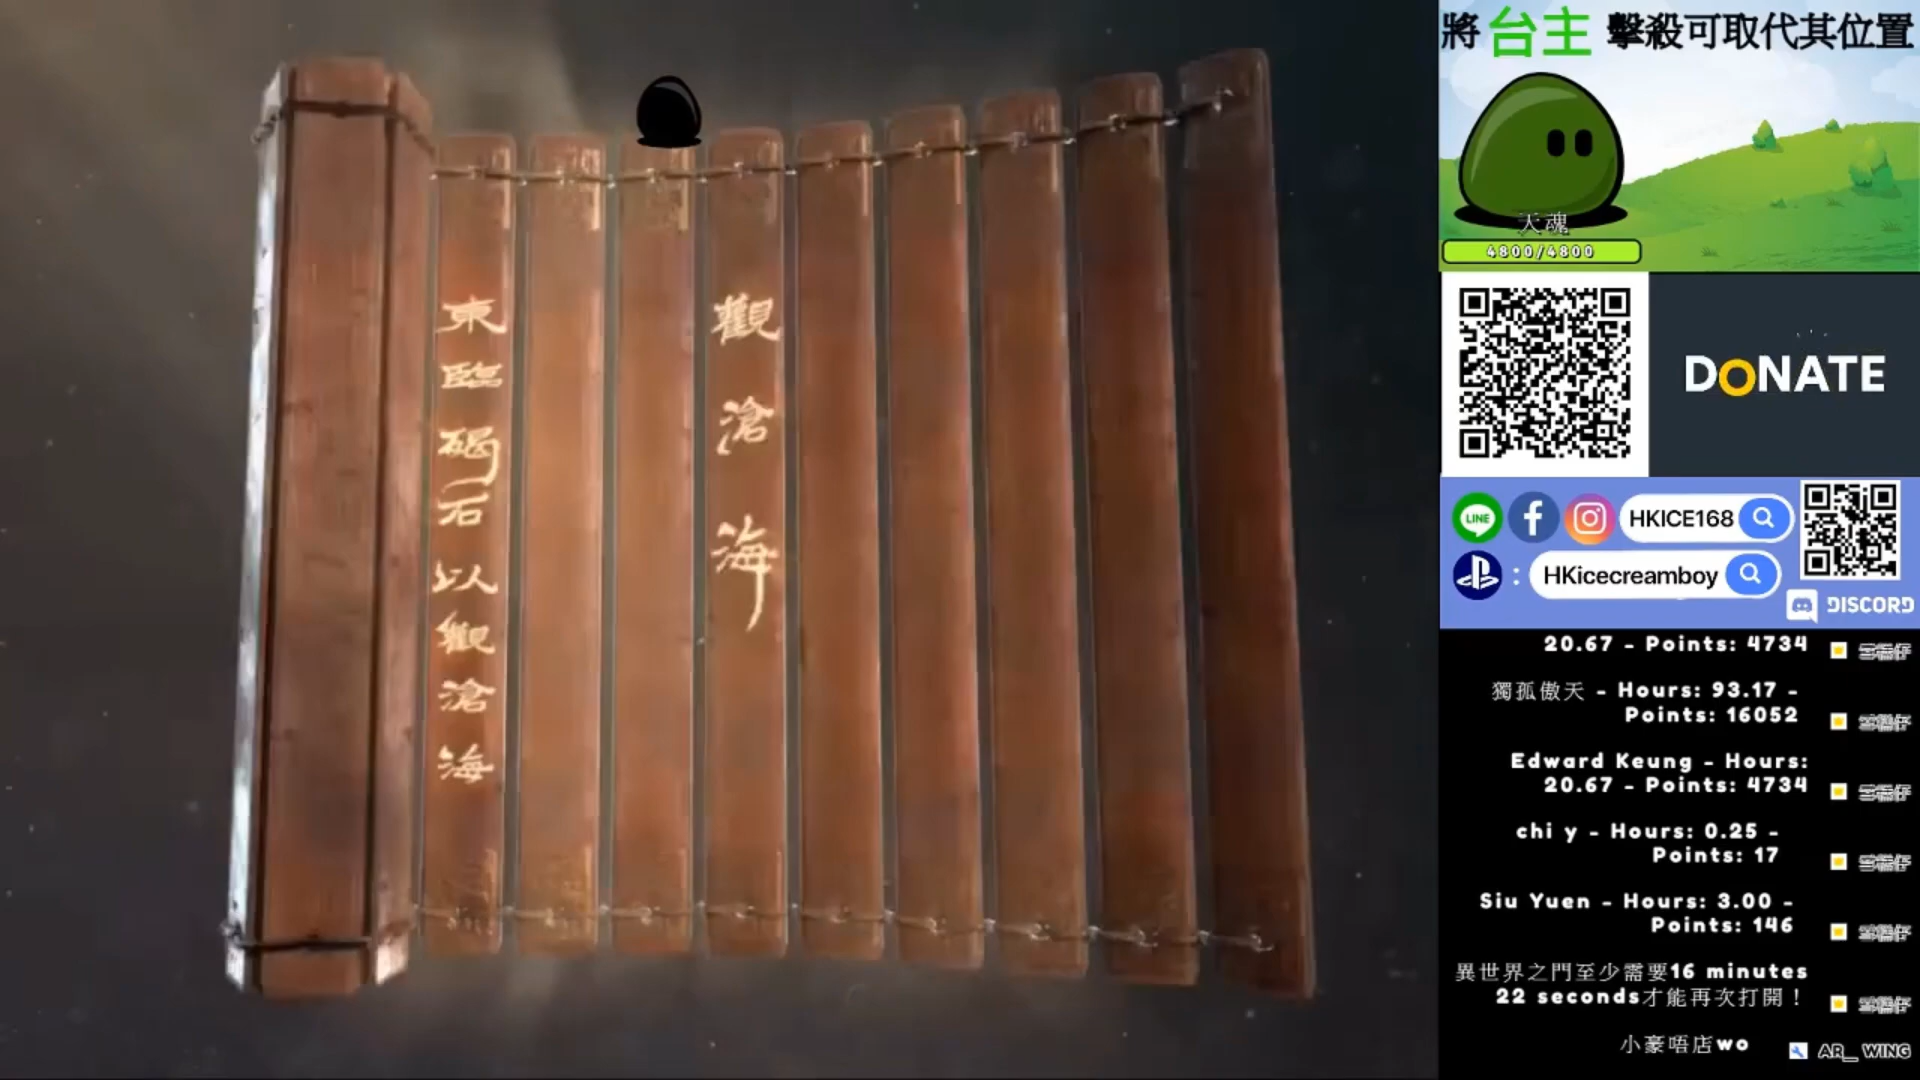 觀滄海
東臨碣石以觀滄海
將台主擊殺可取代其位置
天魂
4800/4800
DONATE
LINE
HKICE168
: HKicecreamboy
DISCORD
20.67 - Points: 4734
獨孤傲天 - Hours: 93.17 -
Points: 16052
Edward Keung - Hours:
20.67 - Points: 4734
chi y - Hours: 0.25 -
Points: 17
Siu Yuen - Hours: 3.00 -
Points: 146
異世界之門至少需要16 minutes
22 seconds才能再次打開！
小豪唔店wo
AR_ WING